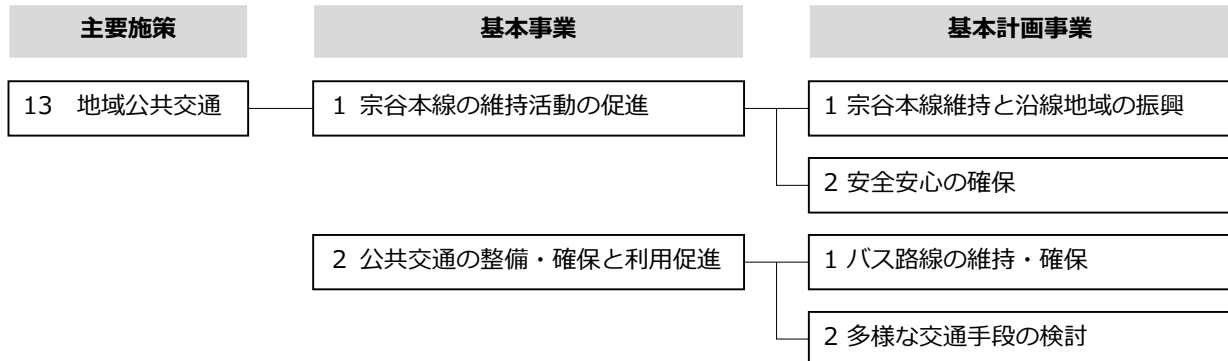 主要施策
基本事業
基本計画事業
13　地域公共交通
1 宗谷本線の維持活動の促進
1 宗谷本線維持と沿線地域の振興
2 安全安心の確保
2 公共交通の整備・確保と利用促進
1 バス路線の維持・確保
2 多様な交通手段の検討